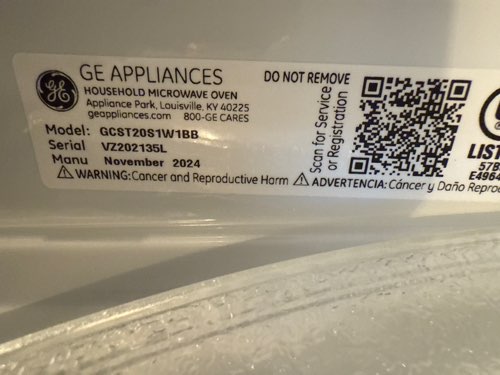 GE APPLIANCES
HOUSEHOLD MICROWAVE OVEN
Appliance Park, Louisville, KY 40225
geappliances.com 800-GE CARES
Model: GCST20S1W1BB
Serial VZ202135L
Manu November 2024
⚠ WARNING: Cancer and Reproductive Harm
DO NOT REMOVE
Scan for Service
or Registration
⚠ ADVERTENCIA: Cáncer y Daño